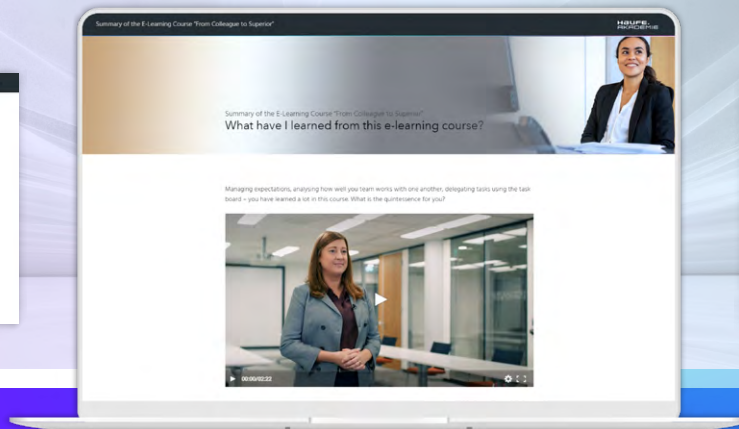 Summary of the E-Learning Course "From Colleague to Superior"
HAUFE.
AKADEMIE
Summary of the E-Learning Course "From Colleague to Superior"
What have I learned from this e-learning course?
Managing expectations, analysing how well you team works with one another, delegating tasks using the task
board – you have learned a lot in this course. What is the quintessence for you?
00:00/02:22